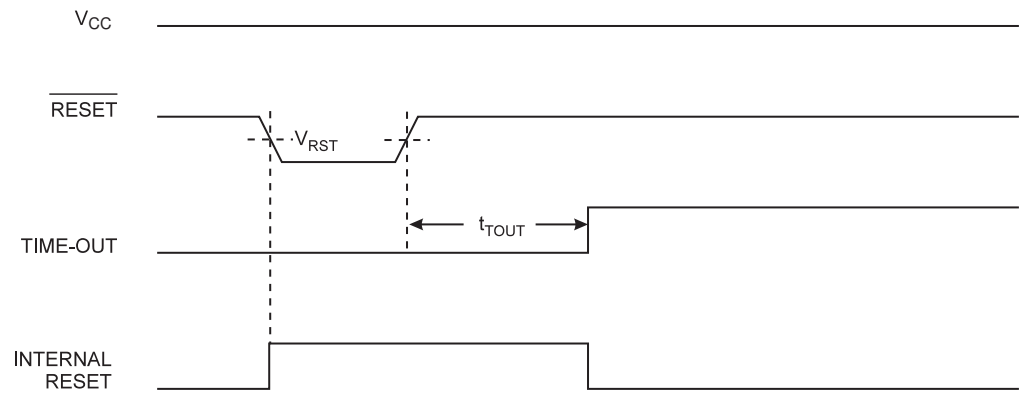 VCC
RESET
VRST
tTOUT
TIME-OUT
INTERNAL
RESET